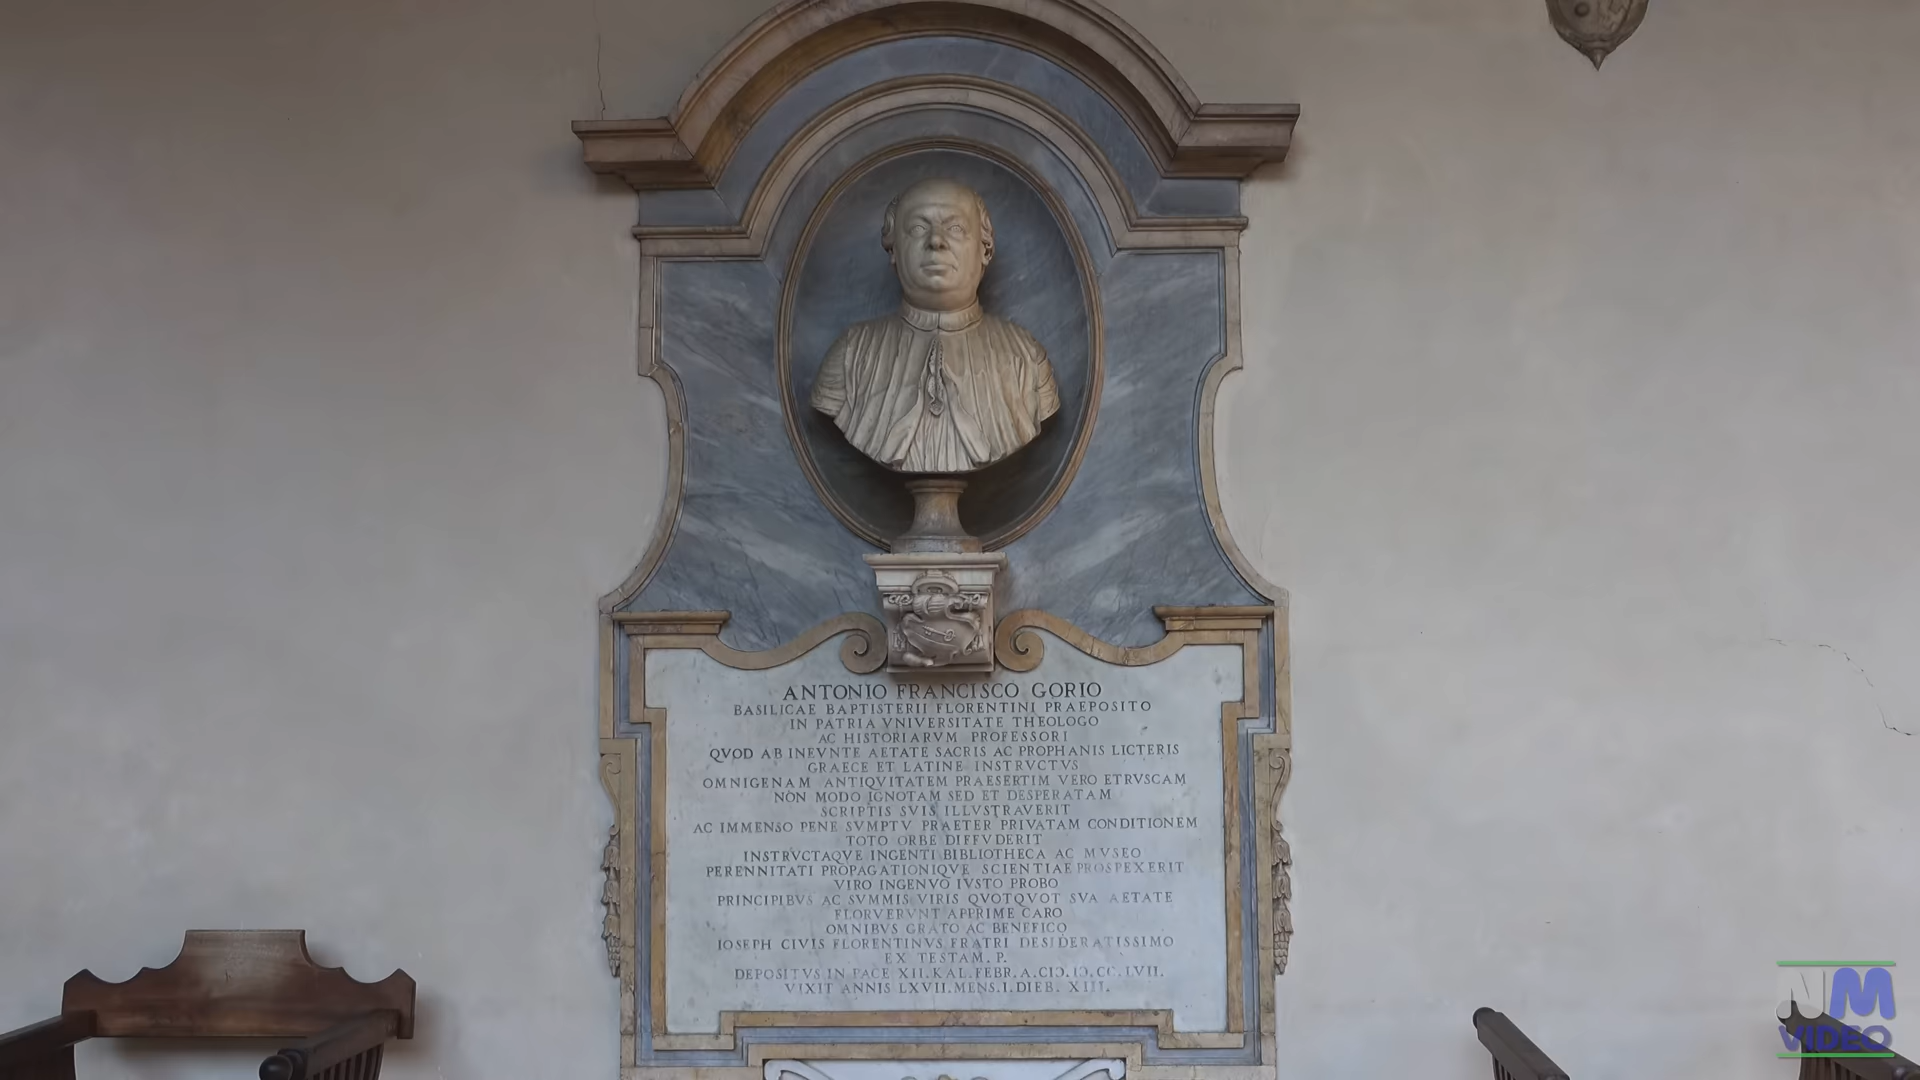 ANTONIO FRANCISCO GORIO
BASILICAE BAPTISTERII FLORENTINI PRAEPOSITO
IN PATRIA VNIVERSITATE THEOLOGO
AC HISTORIARVM PROFESSORI
QVOD AB INEVNTE AETATE SACRIS AC PROPHANIS LICTERIS
GRAECE ET LATINE INSTRVCTVS
OMNIGENAM ANTIQVITATEM PRAESERTIM VERO ETRVSCAM
NON MODO IGNOTAM SED ET DESPERATAM
SCRIPTIS SVIS ILLVSTRAVERIT
AC IMMENSO PENE SVMPTV PRAETER PRIVATAM CONDITIONEM
TOTO ORBE DIFFVDERIT
INSTRVCTAQVE INGENTI BIBLIOTHECA AC MVSEO
PERENNITATI PROPAGATIONIQVE SCIENTIAE PROSPEXERIT
VIRO INGENVO IVSTO PROBO
PRINCIPIBVS AC SVMMIS VIRIS QVOTQVOT SVA AETATE
FLORVERVNT APPRIME CARO
OMNIBVS GRATO AC BENEFICO
IOSEPH CIVIS FLORENTINVS FRATRI DESIDERATISSIMO
EX TESTAM. P.
DEPOSITVS IN PACE XII. KAL. FEBR. A. CIƆ. IƆ. CC. LVII.
VIXIT ANNIS LXVII. MENS. I. DIEB. XIII.
JM
VIDEO